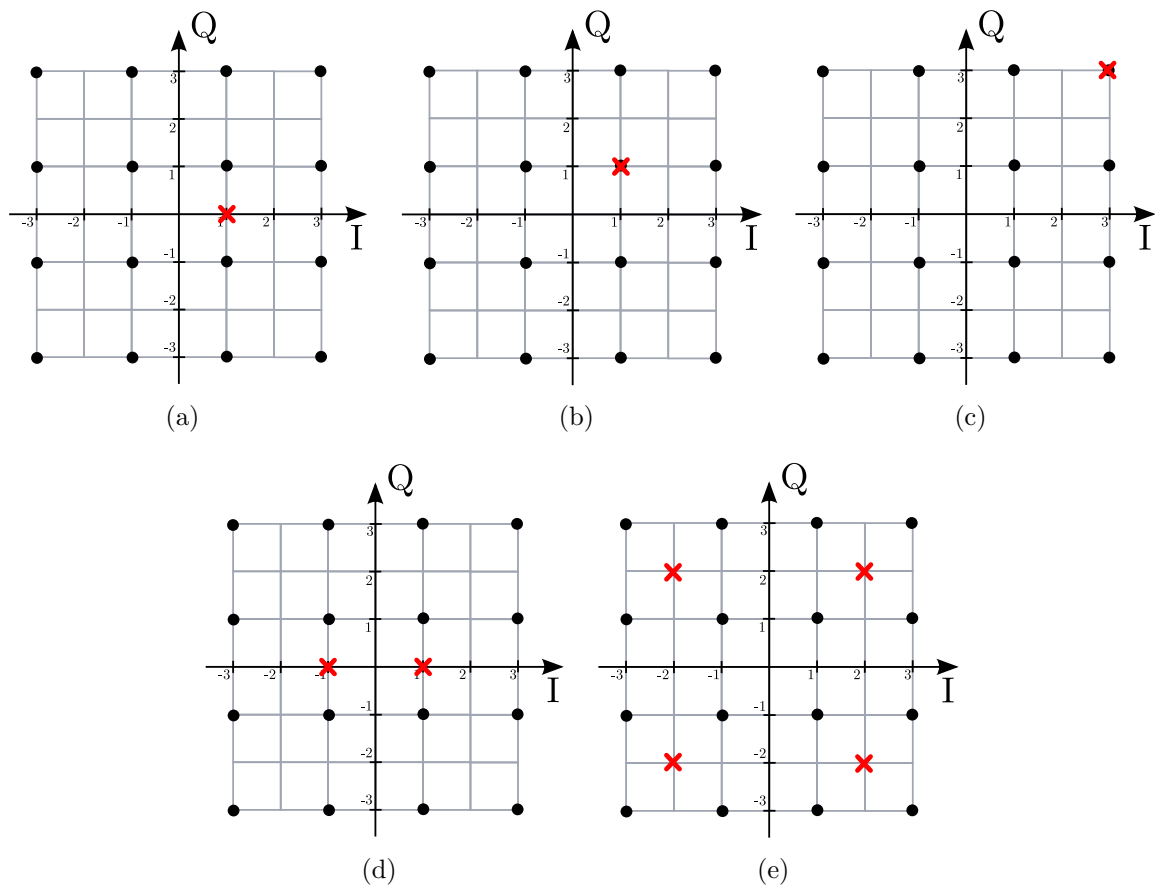 Q Q Q
3 3 3
2 2 2
1 1 1
-3 -2 -1 1 2 3 -3 -2 -1 1 2 3 -3 -2 -1 1 2 3
I I I
-1 -1 -1
-2 -2 -2
-3 -3 -3
(a) (b) (c)
Q Q
3 3
2 2
1 1
-3 -2 -1 1 2 3 -3 -2 -1 1 2 3
I I
-1 -1
-2 -2
-3 -3
(d) (e)